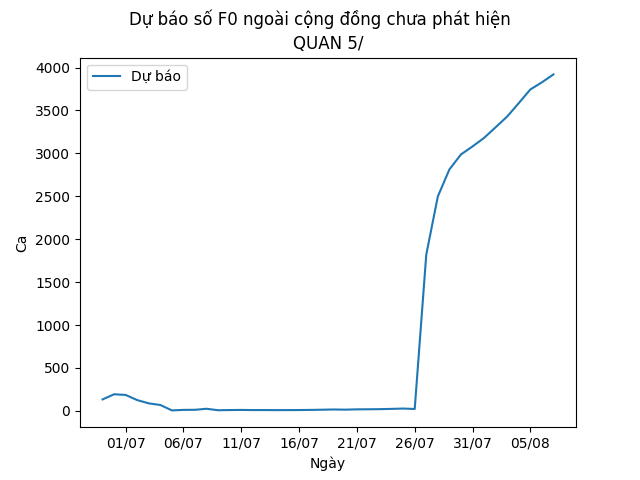 Dự báo số F0 ngoài cộng đồng chưa phát hiện
QUAN 5/
Dự báo
Ca
4000
3500
3000
2500
2000
1500
1000
500
0
01/07 06/07 11/07 16/07 21/07 26/07 31/07 05/08
Ngày